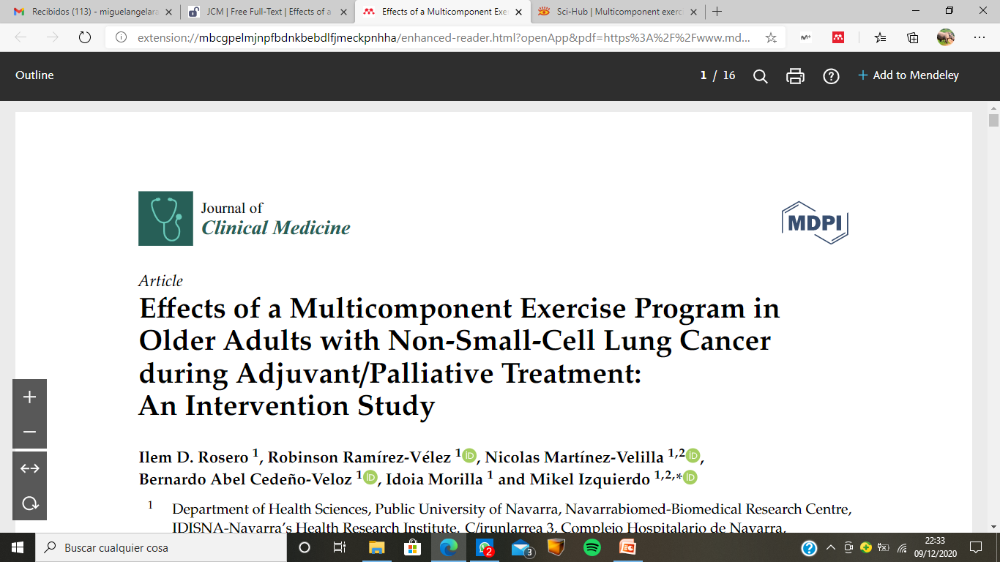 Recibidos (113) - miguelangelara
JCM | Free Full-Text | Effects of a
Effects of a Multicomponent Exer
Sci-Hub | Multicomponent exerc
extension://mbcgpelmjnpfbdnkbebdlfjmeckpnhha/enhanced-reader.html?openApp&pdf=https%3A%2F%2Fwww.md...
Outline
1 / 16
+ Add to Mendeley
Journal of
Clinical Medicine
MDPI
Article
Effects of a Multicomponent Exercise Program in
Older Adults with Non-Small-Cell Lung Cancer
during Adjuvant/Palliative Treatment:
An Intervention Study
Ilem D. Rosero 1, Robinson Ramírez-Vélez 1 iD, Nicolas Martínez-Velilla 1,2 iD,
Bernardo Abel Cedeño-Veloz 1 iD, Idoia Morilla 1 and Mikel Izquierdo 1,2,* iD
1 Department of Health Sciences, Public University of Navarra, Navarrabiomed-Biomedical Research Centre,
IDISNA-Navarra's Health Research Institute, C/irunlarrea 3, Complejo Hospitalario de Navarra,
Buscar cualquier cosa
2
3
22:33
09/12/2020